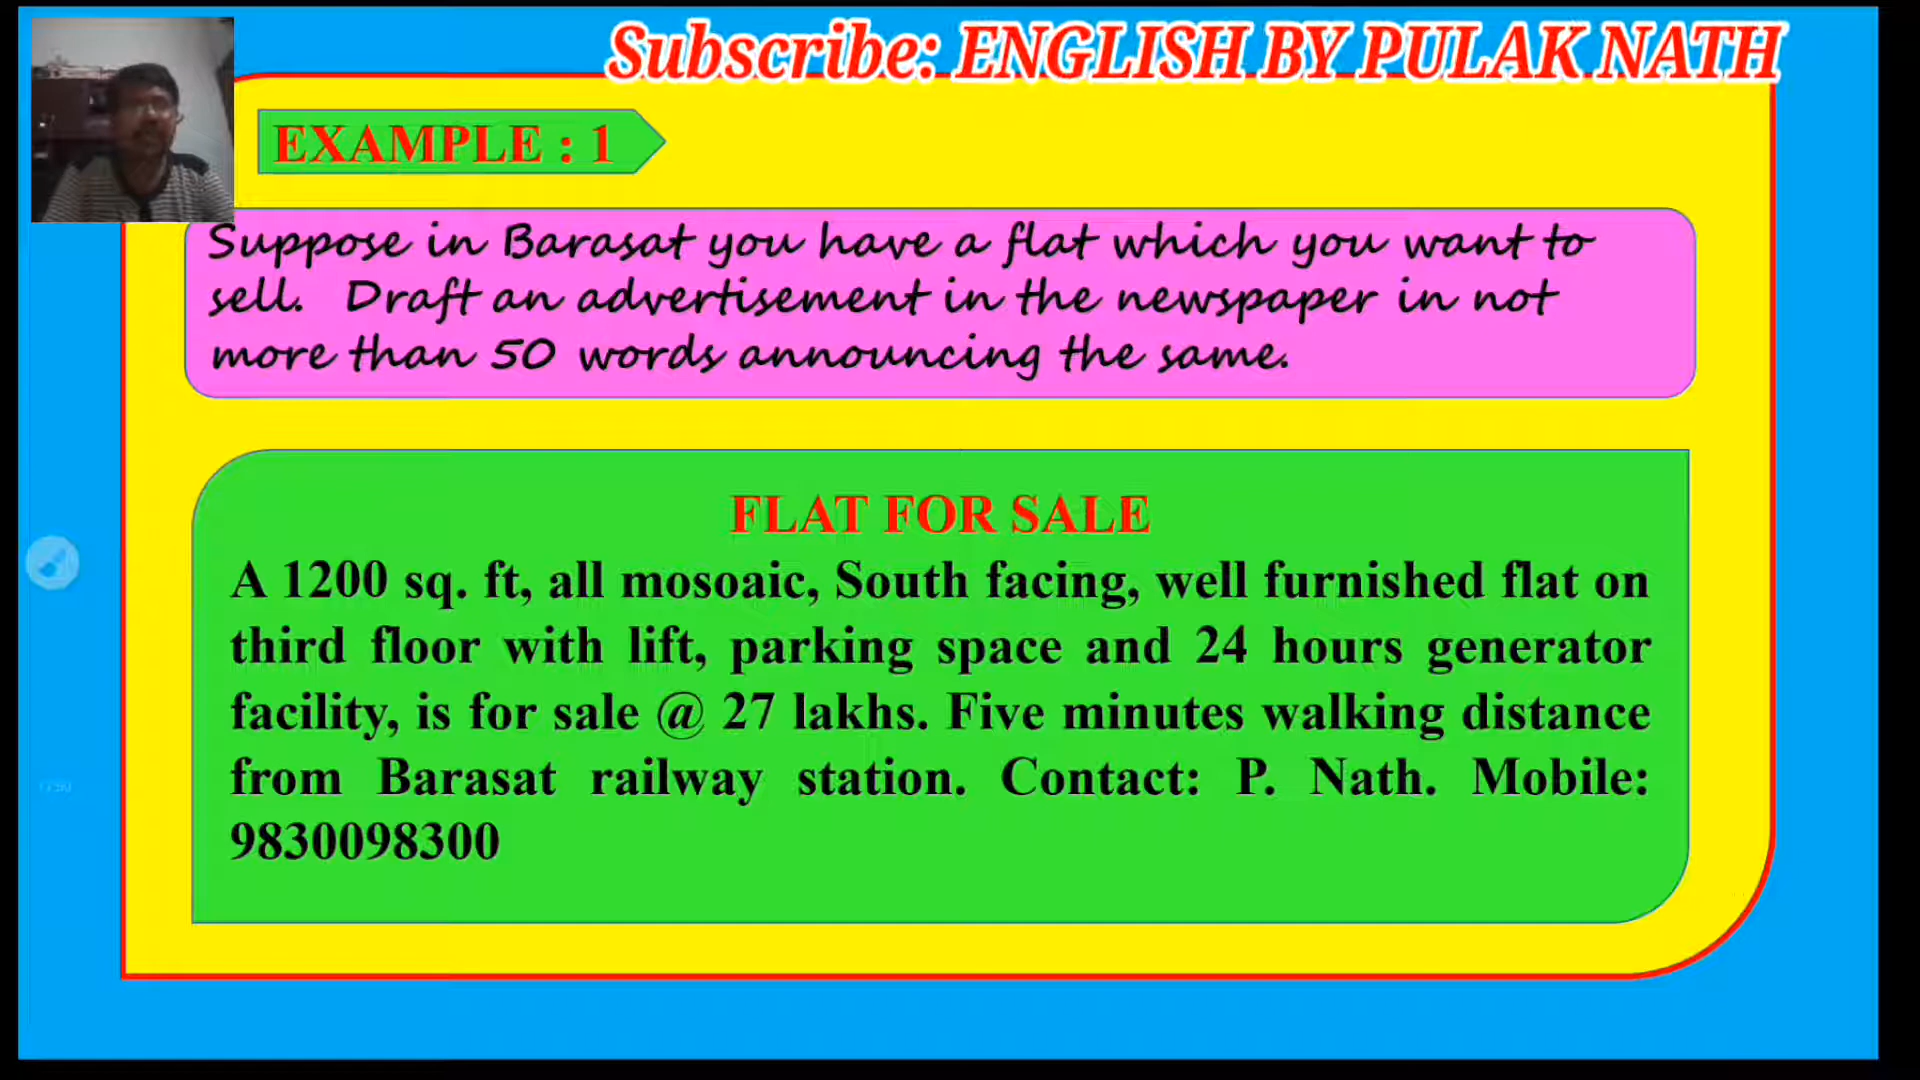 Subscribe: ENGLISH BY PULAK NATH
EXAMPLE : 1
Suppose in Barasat you have a flat which you want to
sell. Draft an advertisement in the newspaper in not
more than 50 words announcing the same.
FLAT FOR SALE
A 1200 sq. ft, all mosoaic, South facing, well furnished flat on
third floor with lift, parking space and 24 hours generator
facility, is for sale @ 27 lakhs. Five minutes walking distance
from Barasat railway station. Contact: P. Nath. Mobile:
9830098300